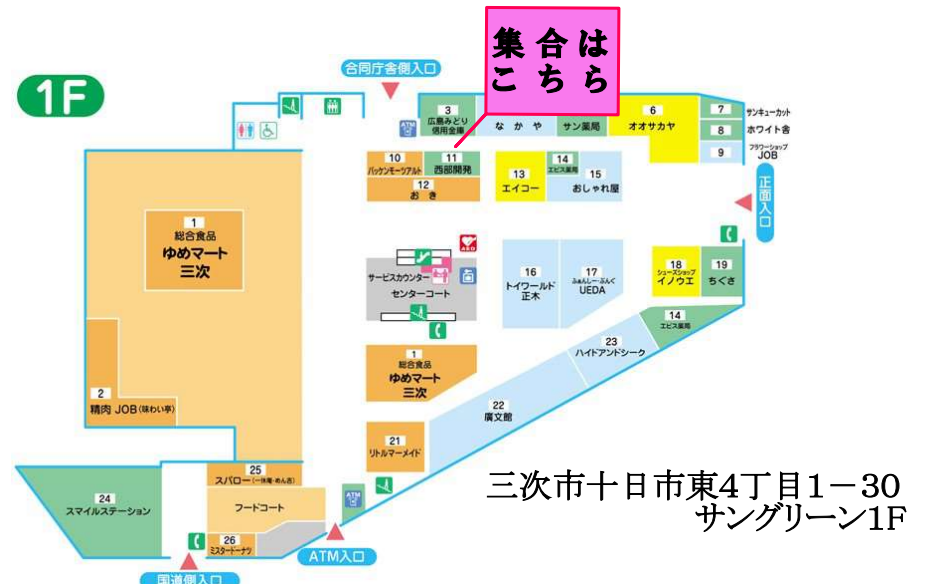 集合は
こちら
1F
合同庁舎側入口
3
広島みどり
信用金庫
ATM
なかや
サン薬局
6
オオサカヤ
7
サンキューカット
8
ホワイト舎
9
フラワーショップ
JOB
正面入口
10
バッケンモーツアルト
11
西部開発
12
おき
13
エイコー
14
エビス薬局
15
おしゃれ屋
1
総合食品
ゆめマート
三次
AED
サービスカウンター
センターコート
16
トイワールド
正木
17
ふぁんしーぶんぐ
UEDA
18
シューズショップ
イノウエ
19
ちぐさ
14
エビス薬局
23
ハイドアンドシーク
1
総合食品
ゆめマート
三次
2
精肉 JOB(味わい亭)
22
廣文館
21
リトルマーメイド
25
スパロー(一休庵・めん吉)
24
スマイルステーション
フードコート
ATM
26
ミスタードーナツ
ATM入口
国道側入口
三次市十日市東4丁目1－30
サングリーン1F